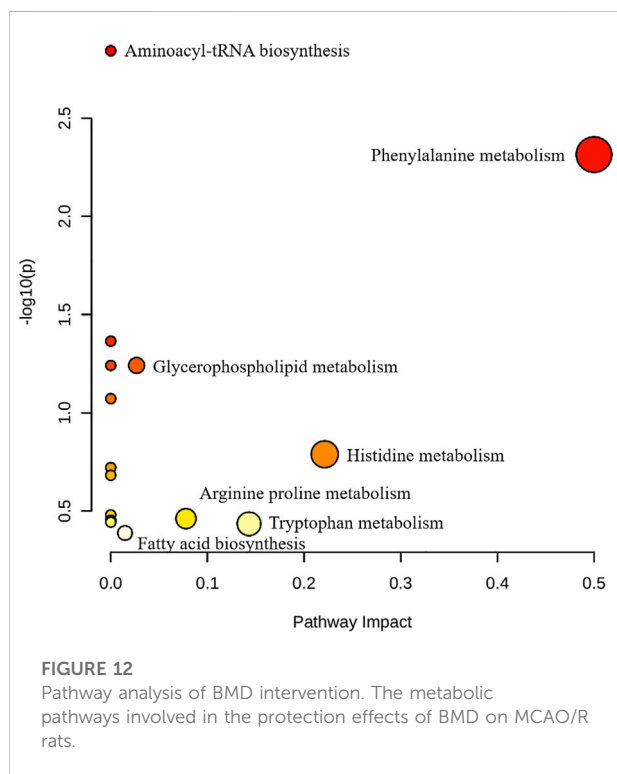 Aminoacyl-tRNA biosynthesis
2.5
Phenylalanine metabolism
2.0
-log10(p)
1.5
Glycerophospholipid metabolism
1.0
Histidine metabolism
Arginine proline metabolism
0.5
Tryptophan metabolism
Fatty acid biosynthesis
0.0 0.1 0.2 0.3 0.4 0.5
Pathway Impact
FIGURE 12
Pathway analysis of BMD intervention. The metabolic
pathways involved in the protection effects of BMD on MCAO/R
rats.